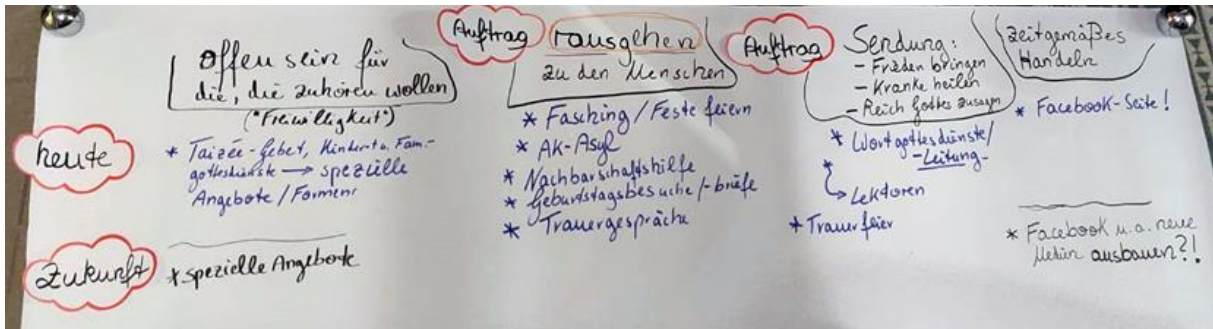 offen sein für
die, die zuhören wollen
("Freiwilligkeit")
heute
* Taizée-Gebet, Kinder- u. Fam.-
gottesdienste → spezielle
Angebote / Formen
Zukunft
* spezielle Angebote
Auftrag
rausgehen
zu den Menschen
* Fasching / Feste feiern
* AK-Asyl
* Nachbarschaftshilfe
* Geburtstagsbesuche /-briefe
* Trauergespräche
Auftrag
Sendung:
- Frieden bringen
- Kranke heilen
- Reich Gottes zusagen
* Wortgottesdienste/
-Leitung-
* → Lektoren
* Trauerfeier
zeitgemäßes
Handeln
* Facebook-Seite!
* Facebook u.a. neue
Medien ausbauen?!